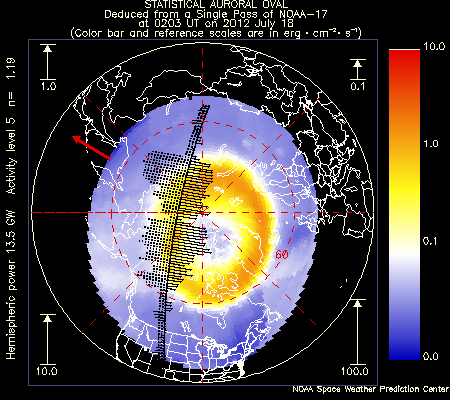 STATISTICAL AURORAL OVAL
Deduced from a Single Pass of NOAA-17
at 0203 UT on 2012 July 18
(Color bar and reference scales are in erg · cm⁻² · s⁻¹)
Hemispheric power 13.5 GW Activity level 5 n= 1.19
1.0
0.1
10.0
100.0
60
10.0
1.0
0.1
0.0
NOAA Space Weather Prediction Center